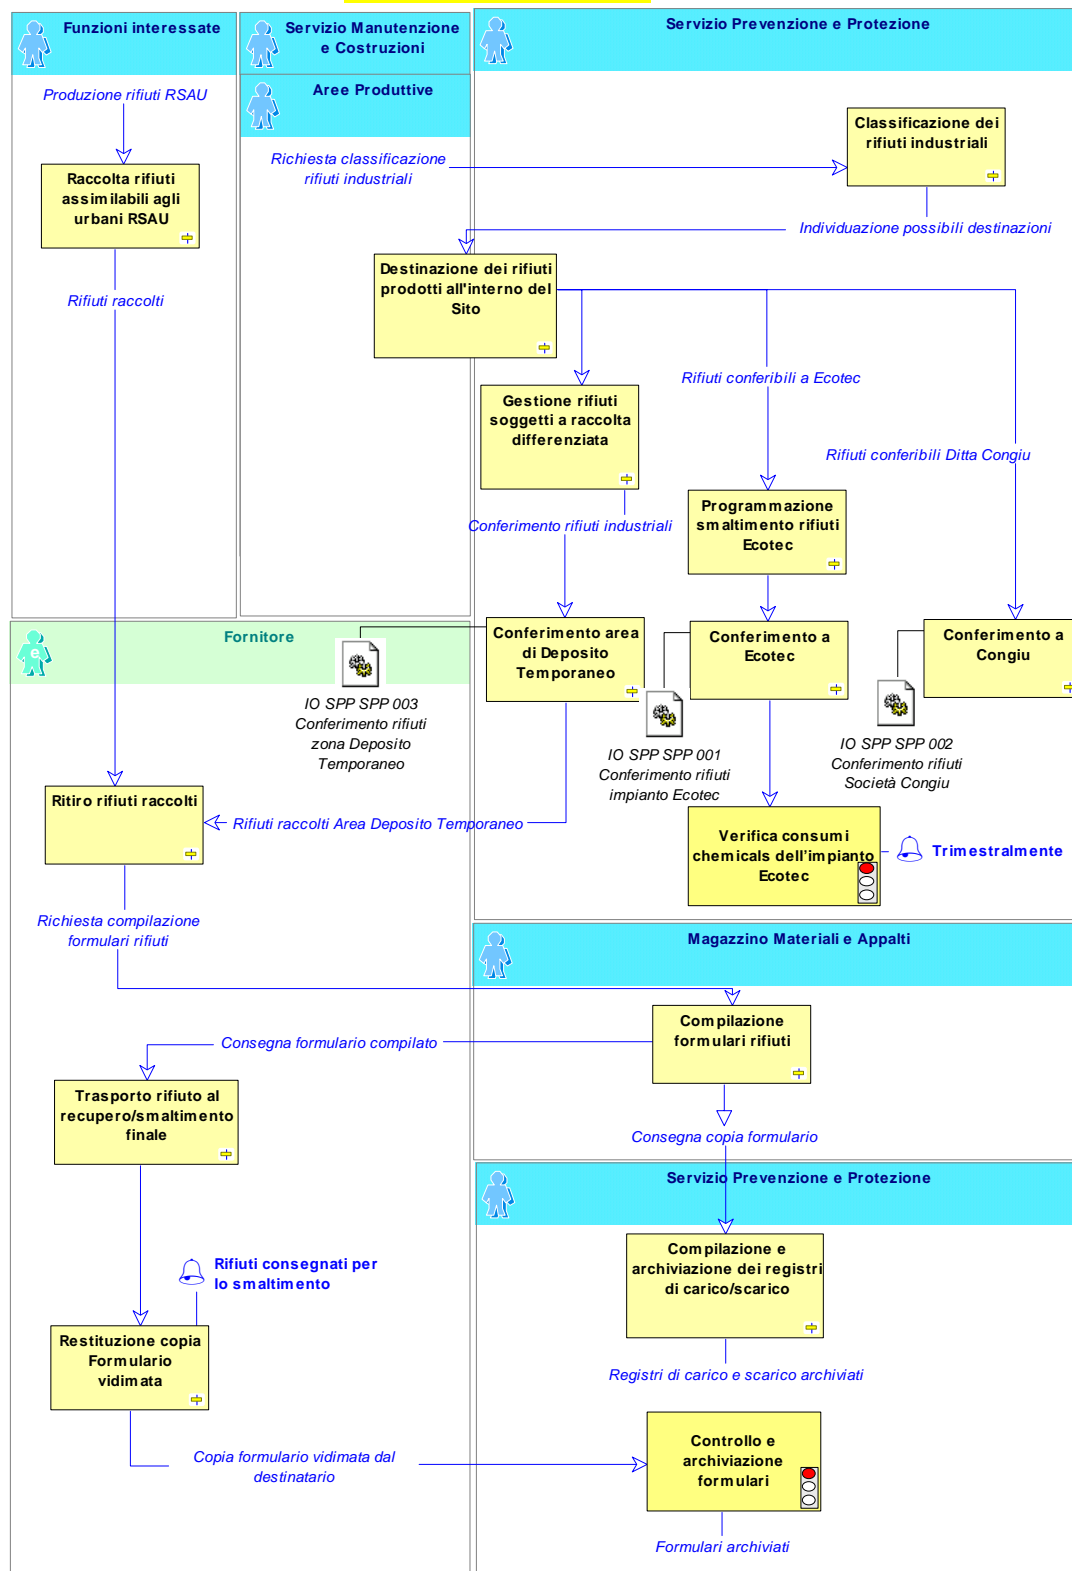 Funzioni interessate
Servizio Manutenzione
e Costruzioni
Servizio Prevenzione e Protezione
Aree Produttive
Produzione rifiuti RSAU
Classificazione dei
rifiuti industriali
Richiesta classificazione
rifiuti industriali
Raccolta rifiuti
assimilabili agli
urbani RSAU
Individuazione possibili destinazioni
Destinazione dei rifiuti
prodotti all'interno del
Sito
Rifiuti raccolti
Rifiuti conferibili a Ecotec
Gestione rifiuti
soggetti a raccolta
differenziata
Rifiuti conferibili Ditta Congiu
Programmazione
smaltimento rifiuti
Ecotec
Conferimento rifiuti industriali
Fornitore
e
Conferimento area
di Deposito
Temporaneo
Conferimento a
Ecotec
Conferimento a
Congiu
IO SPP SPP 003
Conferimento rifiuti
zona Deposito
Temporaneo
IO SPP SPP 001
Conferimento rifiuti
impianto Ecotec
IO SPP SPP 002
Conferimento rifiuti
Società Congiu
Ritiro rifiuti raccolti
Rifiuti raccolti Area Deposito Temporaneo
Verifica consumi
chemicals dell'impianto
Ecotec
Trimestralmente
Richiesta compilazione
formulari rifiuti
Magazzino Materiali e Appalti
Compilazione
formulari rifiuti
Consegna formulario compilato
Trasporto rifiuto al
recupero/smaltimento
finale
Consegna copia formulario
Servizio Prevenzione e Protezione
Compilazione e
archiviazione dei registri
di carico/scarico
Rifiuti consegnati per
lo smaltimento
Restituzione copia
Formulario
vidimata
Registri di carico e scarico archiviati
Controllo e
archiviazione
formulari
Copia formulario vidimata dal
destinatario
Formulari archiviati